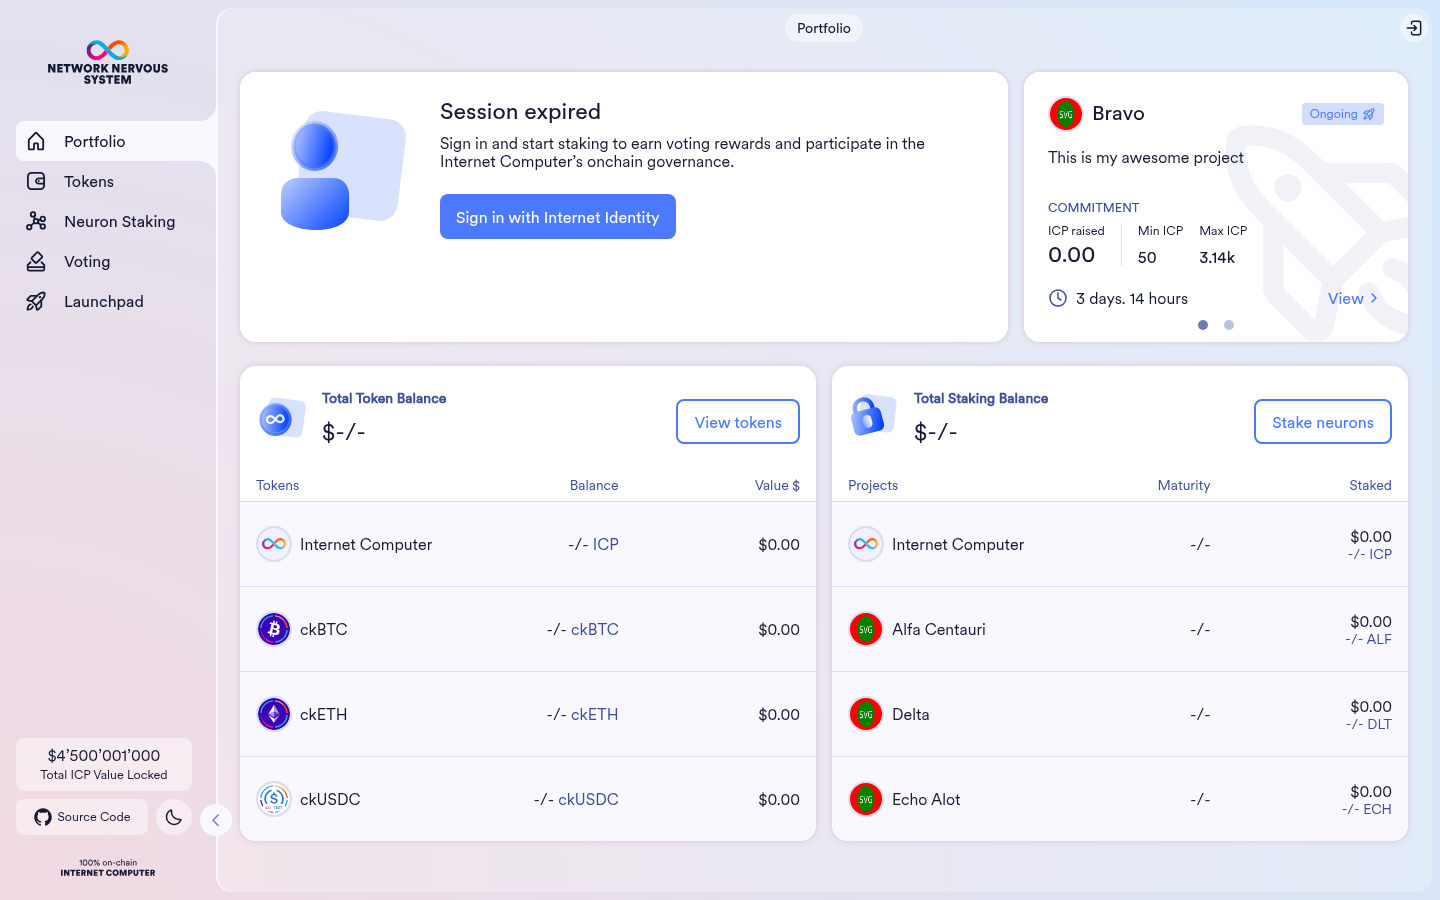 NETWORK NERVOUS
SYSTEM
Portfolio
Tokens
Neuron Staking
Voting
Launchpad
$4’500’001’000
Total ICP Value Locked
Source Code
100% on-chain
INTERNET COMPUTER
Portfolio
Session expired
Sign in and start staking to earn voting rewards and participate in the
Internet Computer’s onchain governance.
Sign in with Internet Identity
SVG
Bravo
Ongoing
This is my awesome project
COMMITMENT
ICP raised
0.00
Min ICP
50
Max ICP
3.14k
3 days. 14 hours
View
Total Token Balance
$-/-
View tokens
Tokens Balance Value $
Internet Computer -/- ICP $0.00
ckBTC -/- ckBTC $0.00
ckETH -/- ckETH $0.00
ckUSDC -/- ckUSDC $0.00
Total Staking Balance
$-/-
Stake neurons
Projects Maturity Staked
Internet Computer -/- $0.00
-/- ICP
SVG Alfa Centauri -/- $0.00
-/- ALF
SVG Delta -/- $0.00
-/- DLT
SVG Echo Alot -/- $0.00
-/- ECH